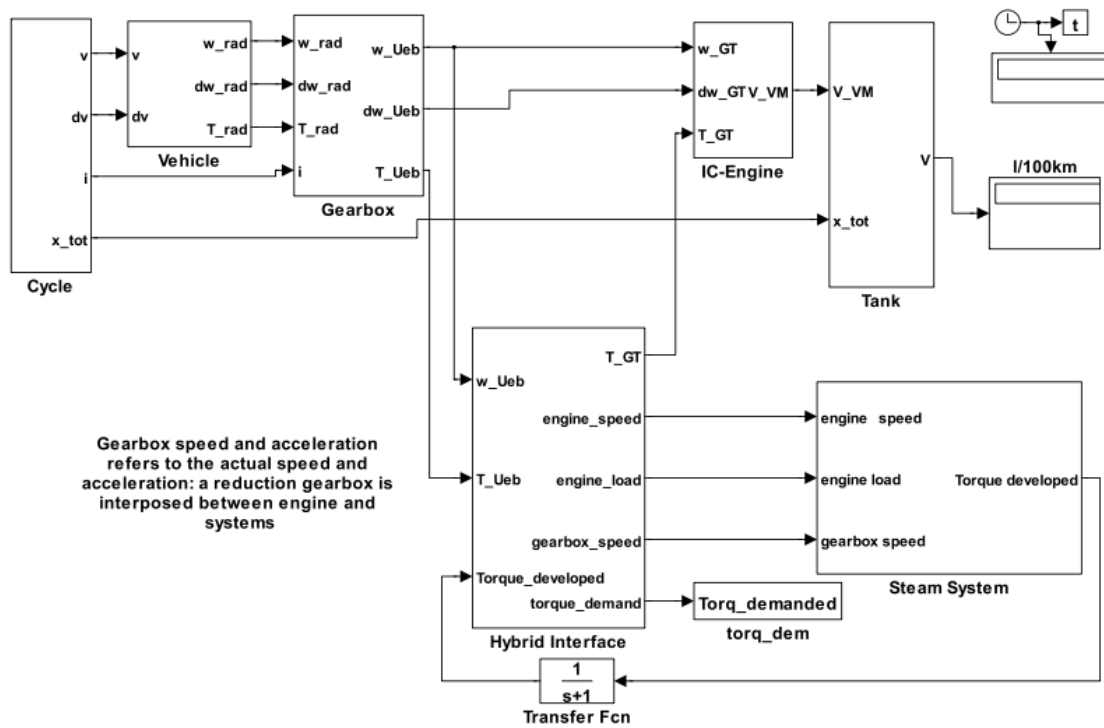 v
dv
i
x_tot
Cycle
v
dv
w_rad
dw_rad
T_rad
Vehicle
w_rad
dw_rad
T_rad
i
w_Ueb
dw_Ueb
T_Ueb
Gearbox
w_GT
dw_GT
T_GT
V_VM
IC-Engine
V_VM
x_tot
V
Tank
t
l/100km
Gearbox speed and acceleration
refers to the actual speed and
acceleration: a reduction gearbox is
interposed between engine and
systems
w_Ueb
T_Ueb
Torque_developed
T_GT
engine_speed
engine_load
gearbox_speed
torque_demand
Hybrid Interface
engine speed
engine load
gearbox speed
Torque developed
Steam System
Torq_demanded
torq_dem
1
s+1
Transfer Fcn